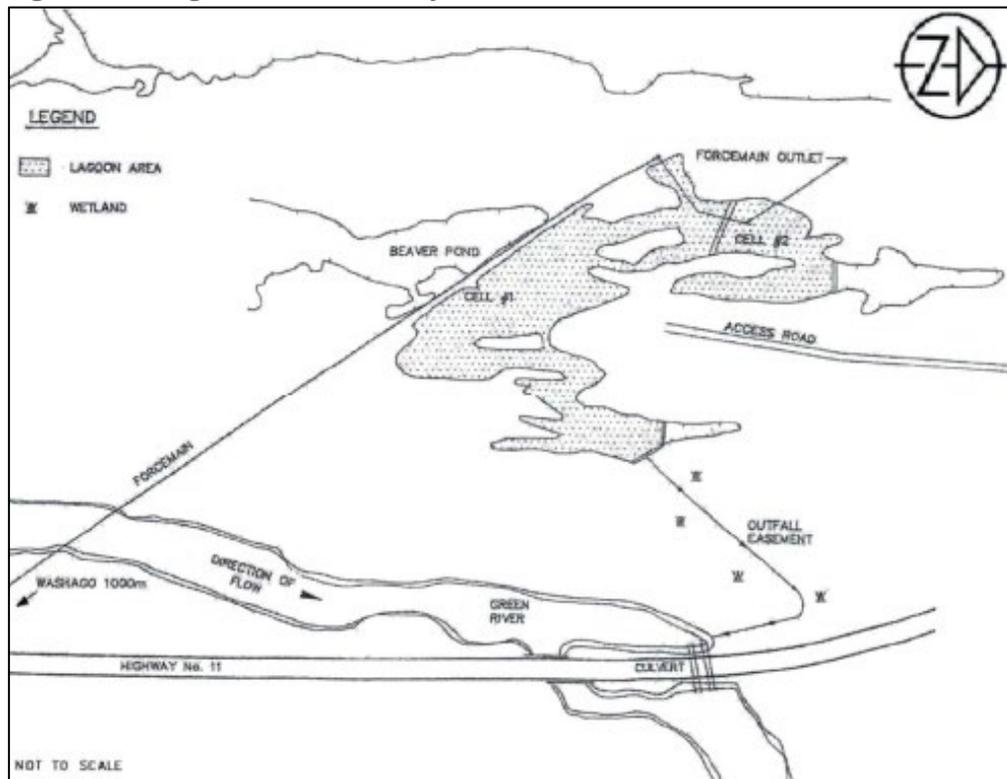 LEGEND
LAGOON AREA
WETLAND
FORCEMAIN OUTLET
CELL #2
BEAVER POND
CELL #1
ACCESS ROAD
FORCEMAIN
OUTFALL
EASEMENT
WASHAGO 1000m
DIRECTION OF
FLOW
GREEN
RIVER
HIGHWAY No. 11
CULVERT
NOT TO SCALE